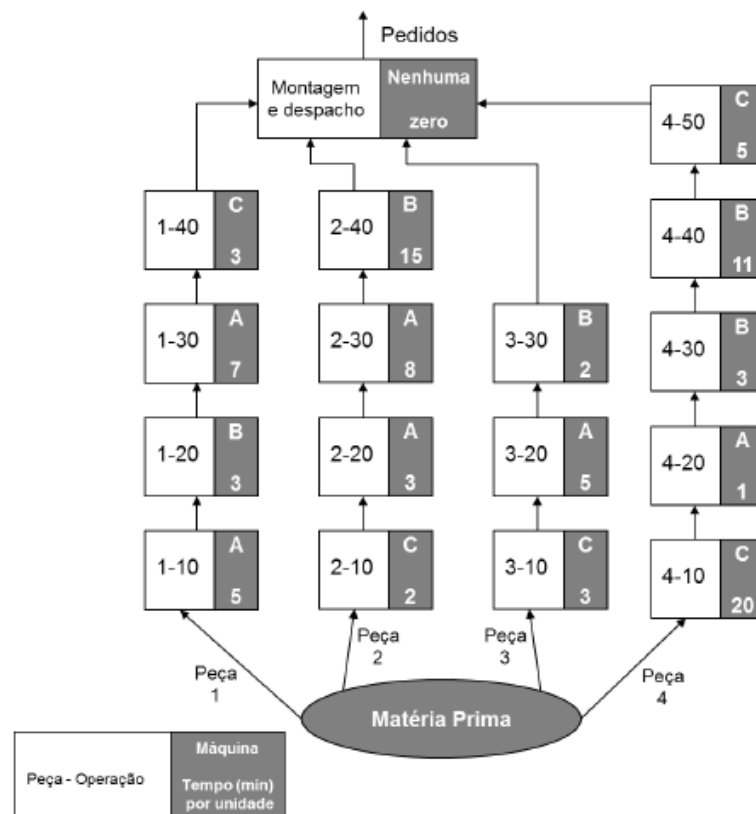 Pedidos
Montagem
e despacho
Nenhuma
zero
C
4-50
5
C
1-40
3
B
2-40
15
B
4-40
11
A
1-30
7
A
2-30
8
B
3-30
2
B
4-30
3
B
1-20
3
A
2-20
3
A
3-20
5
A
4-20
1
A
1-10
5
C
2-10
2
C
3-10
3
C
4-10
20
Peça
1
Peça
2
Peça
3
Peça
4
Matéria Prima
Peça - Operação
Máquina
Tempo (min)
por unidade